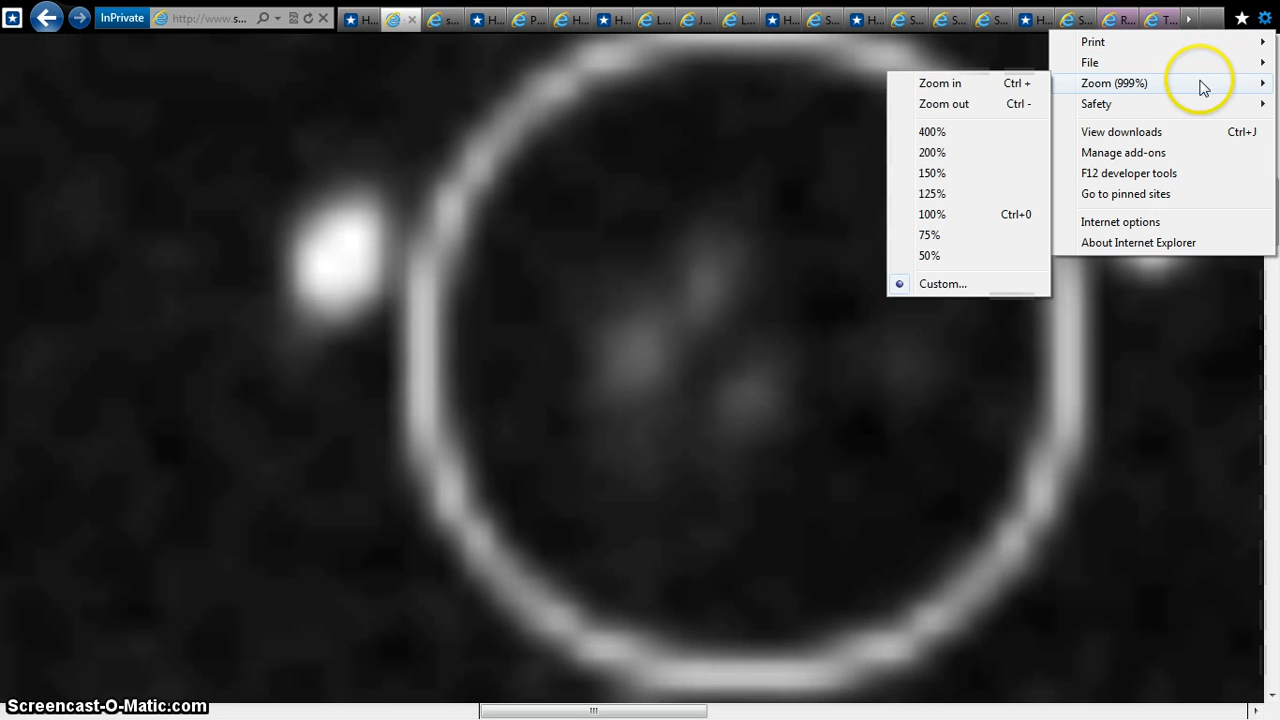 InPrivate http://www.s... H... s... H... P... H... H... L... J... L... H... S... H... S... S... S... H... S... R... T...
Print
File
Zoom (999%)
Safety
View downloads Ctrl+J
Manage add-ons
F12 developer tools
Go to pinned sites
Internet options
About Internet Explorer
Zoom in Ctrl +
Zoom out Ctrl -
400%
200%
150%
125%
100% Ctrl+0
75%
50%
Custom...
Screencast-O-Matic.com